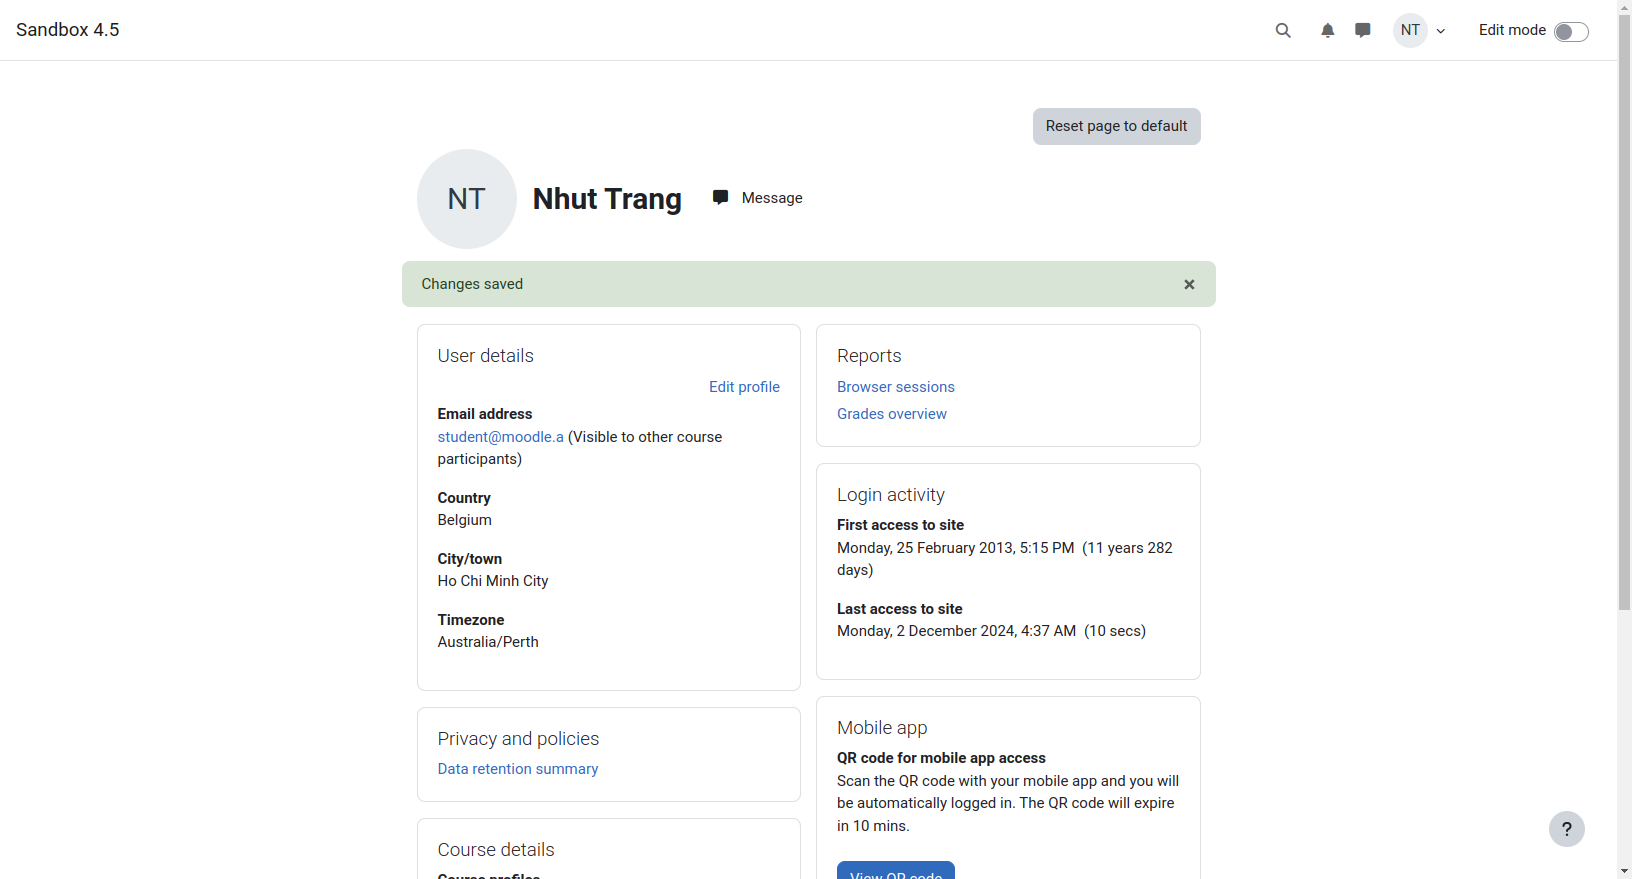 Sandbox 4.5
NT
Edit mode
Reset page to default
NT
Nhut Trang
Message
Changes saved
×
User details
Edit profile
Email address
student@moodle.a (Visible to other course
participants)
Country
Belgium
City/town
Ho Chi Minh City
Timezone
Australia/Perth
Privacy and policies
Data retention summary
Course details
Course profiles
Reports
Browser sessions
Grades overview
Login activity
First access to site
Monday, 25 February 2013, 5:15 PM  (11 years 282
days)
Last access to site
Monday, 2 December 2024, 4:37 AM  (10 secs)
Mobile app
QR code for mobile app access
Scan the QR code with your mobile app and you will
be automatically logged in. The QR code will expire
in 10 mins.
View QR code
?